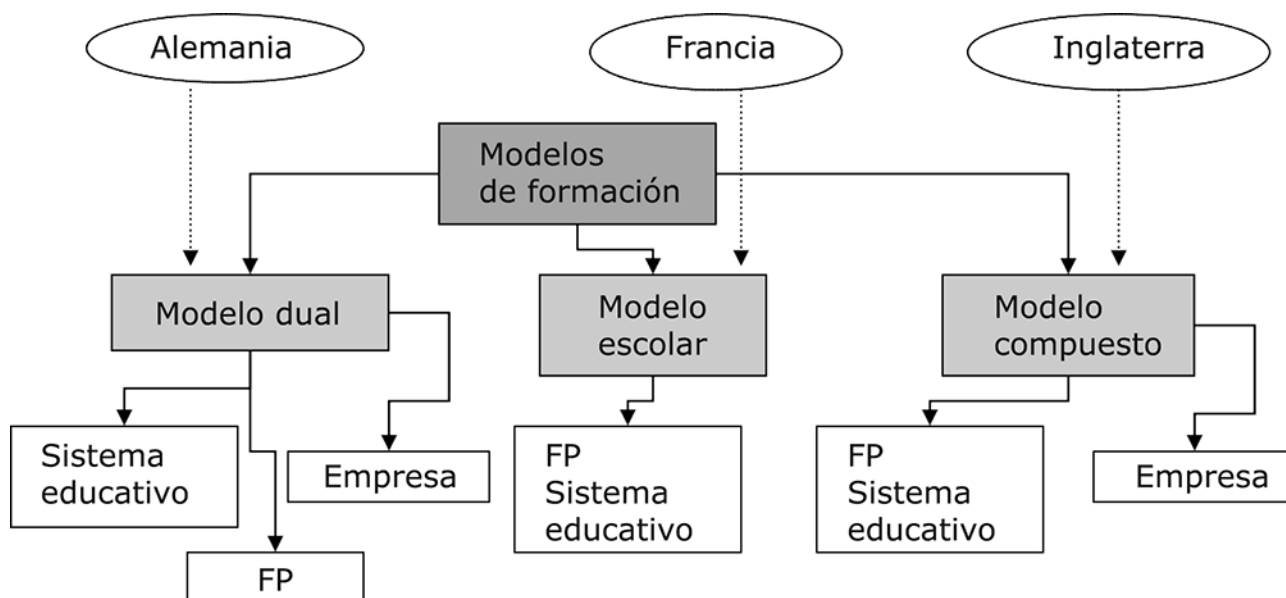 Alemania
Francia
Inglaterra
Modelos
de formación
Modelo dual
Modelo
escolar
Modelo
compuesto
Sistema
educativo
FP
Empresa
FP
Sistema
educativo
FP
Sistema
educativo
Empresa